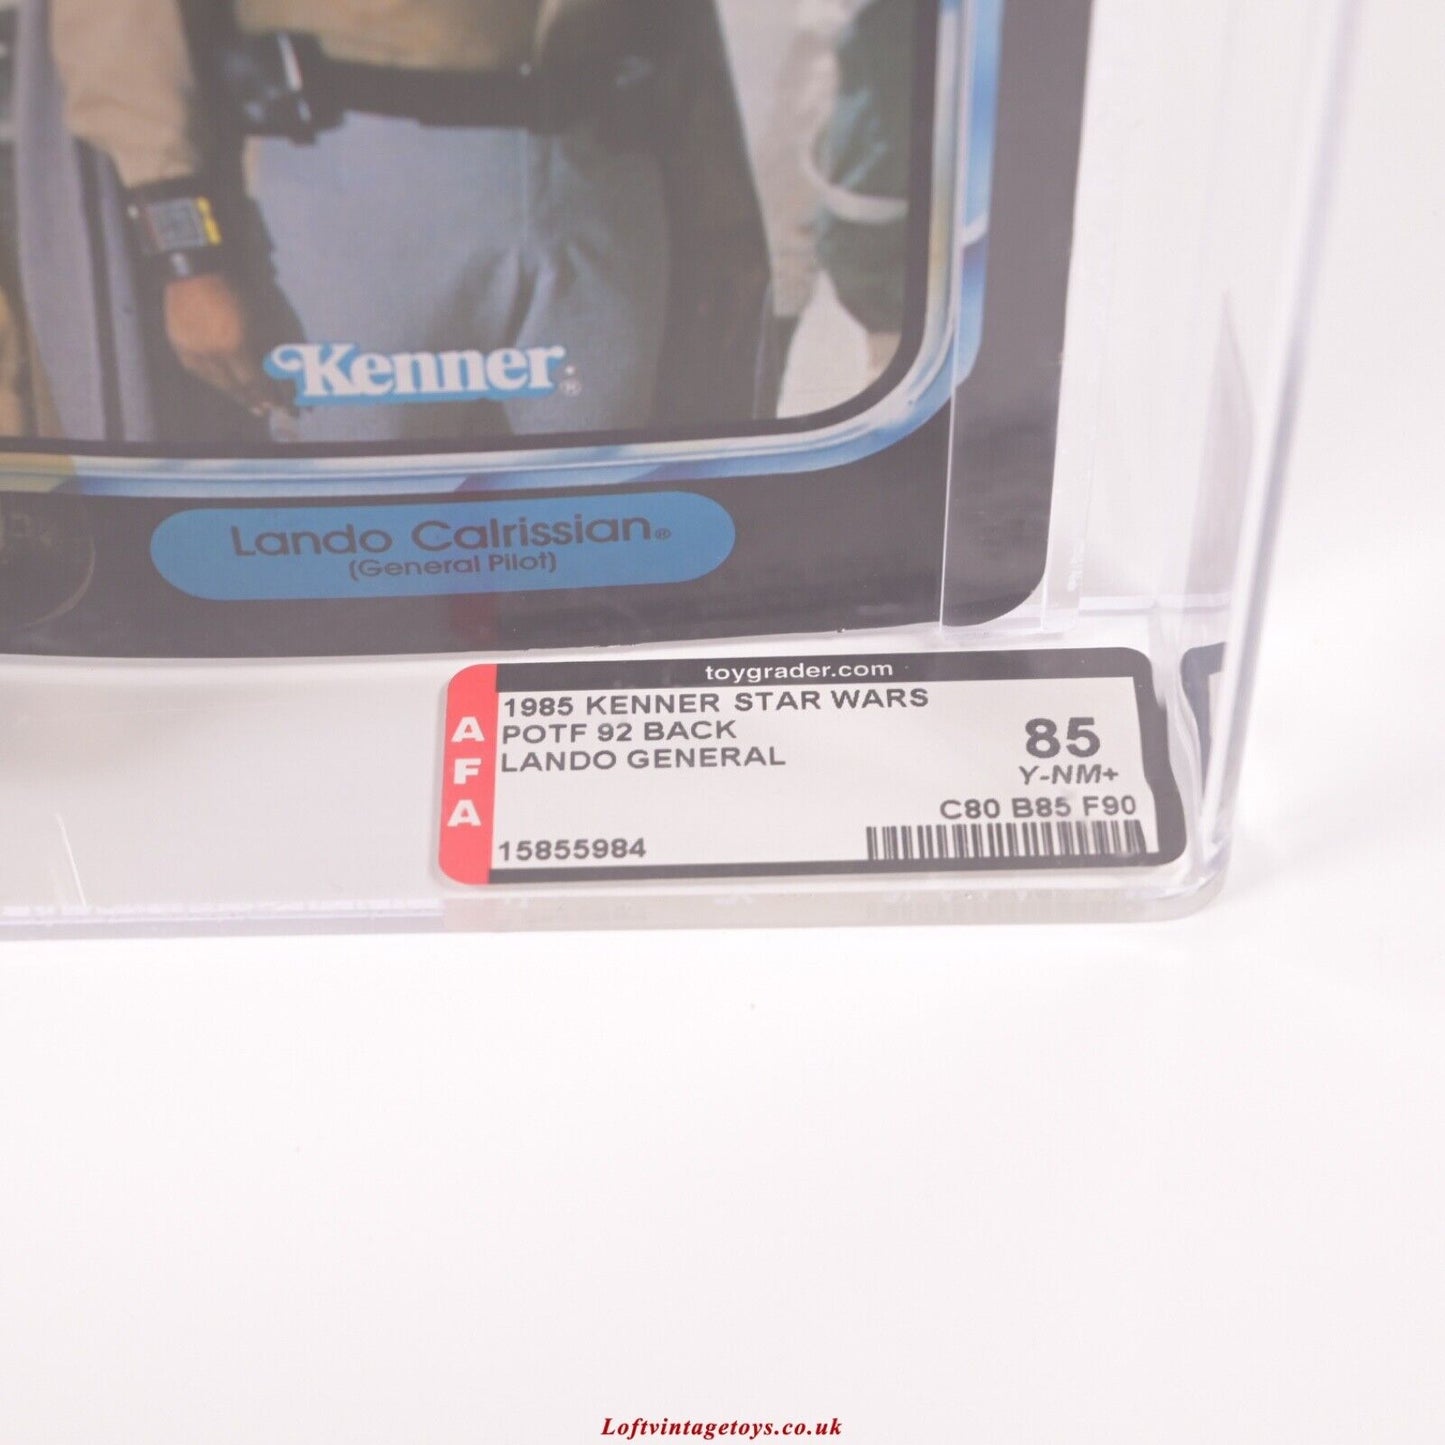 Kenner®
Lando Calrissian®
(General Pilot)
toygrader.com
AFA
1985 KENNER STAR WARS
POTF 92 BACK
LANDO GENERAL
85
Y-NM+
C80 B85 F90
15855984
Loftvintagetoys.co.uk